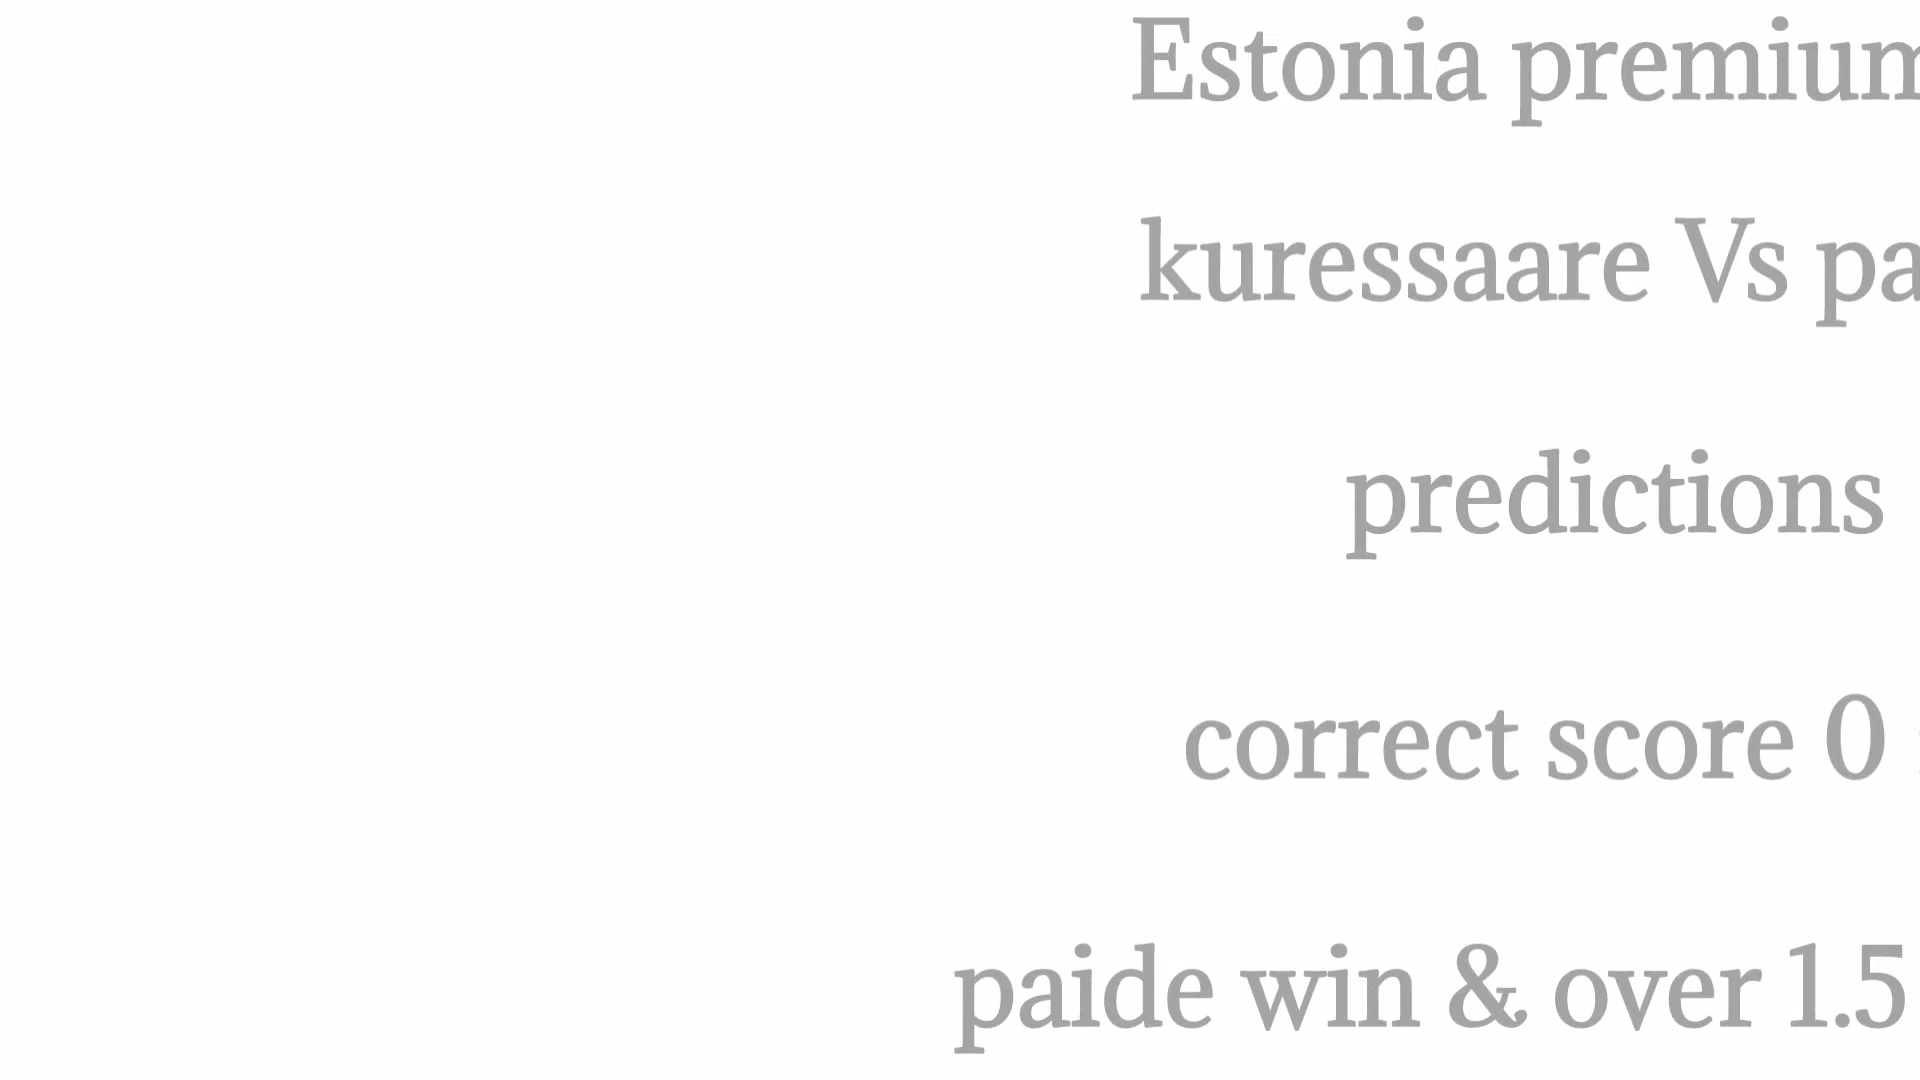 Estonia premium
kuressaare Vs pa
predictions
correct score 0
paide win & over 1.5